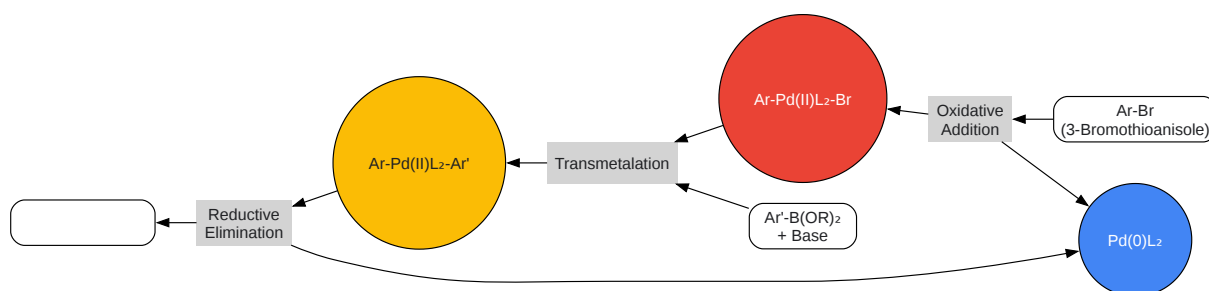 Ar-Pd(II)L₂-Br
Oxidative
Addition
Ar-Br
(3-Bromothioanisole)
Ar-Pd(II)L₂-Ar'
Transmetalation
Reductive
Elimination
Ar'-B(OR)₂
+ Base
Pd(0)L₂